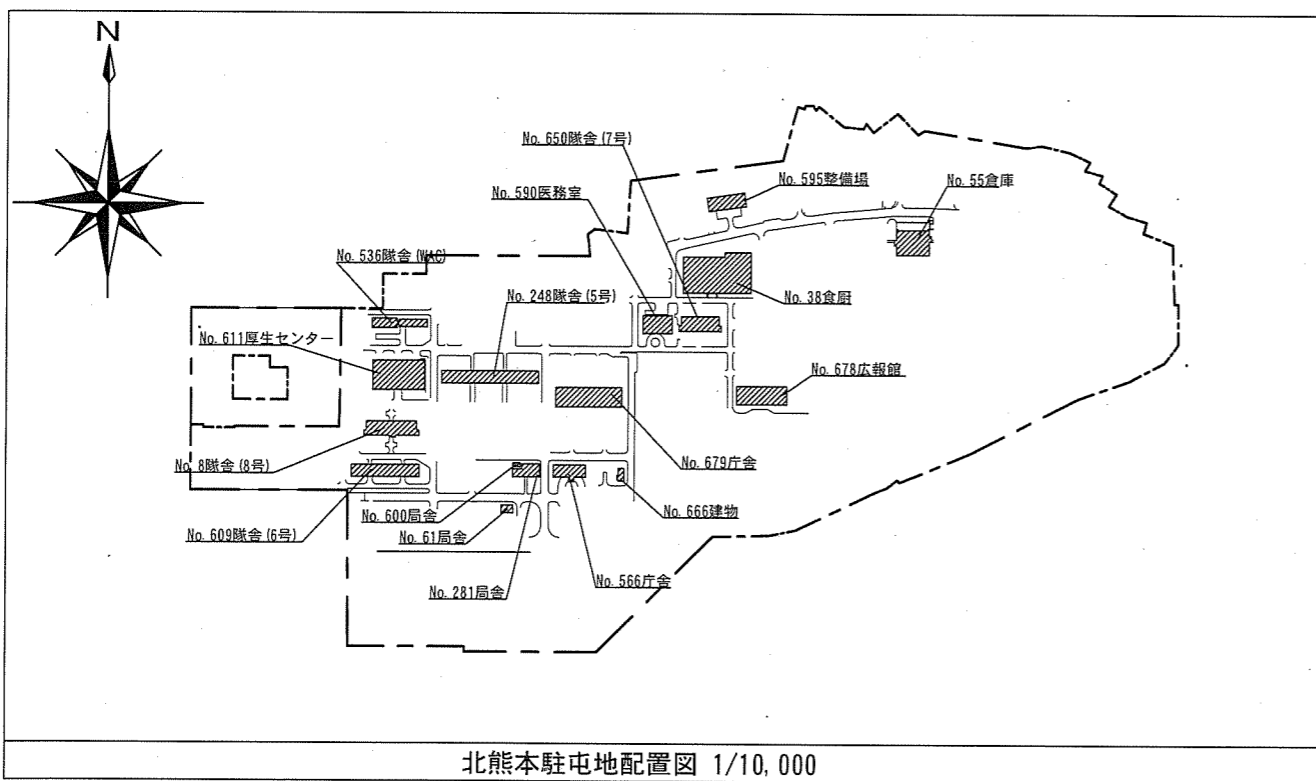 N
No. 650隊舎(7号)
No. 590医務室
No. 595整備場
No. 55倉庫
No. 536隊舎(WAC)
No. 248隊舎(5号)
No. 38食厨
No. 611厚生センター
No. 678広報館
No. 8隊舎(8号)
No. 679庁舎
No. 600局舎
No. 666建物
No. 609隊舎(6号)
No. 61局舎
No. 281局舎
No. 566庁舎
北熊本駐屯地配置図 1/10,000